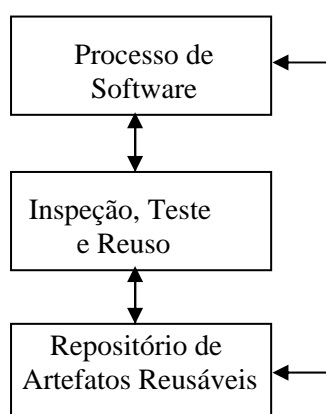 Processo de
Software
Inspeção, Teste
e Reuso
Repositório de
Artefatos Reusáveis